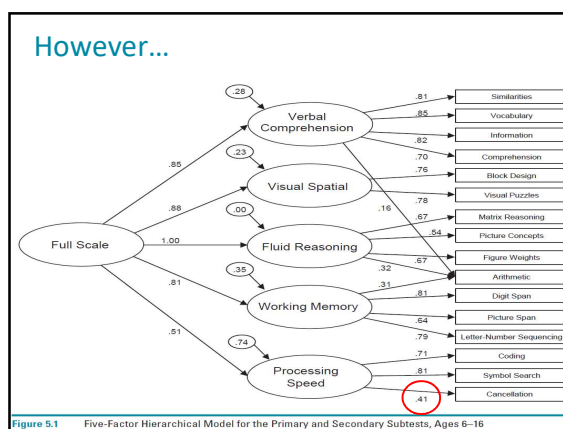 However...
.28
.81
Similarities
.85
Vocabulary
Verbal
Comprehension
Information
.82
.23
.70
Comprehension
.85
.76
Block Design
Visual Spatial
.78
Visual Puzzles
.88
.16
.00
.67
Matrix Reasoning
.54
Picture Concepts
Full Scale
1.00
Fluid Reasoning
.67
Figure Weights
.32
Arithmetic
.35
.31
.81
Digit Span
.81
Working Memory
.64
Picture Span
.79
Letter-Number Sequencing
.51
.74
.71
Coding
Processing
Speed
.81
Symbol Search
.41
Cancellation
Figure 5.1 Five-Factor Hierarchical Model for the Primary and Secondary Subtests, Ages 6–16